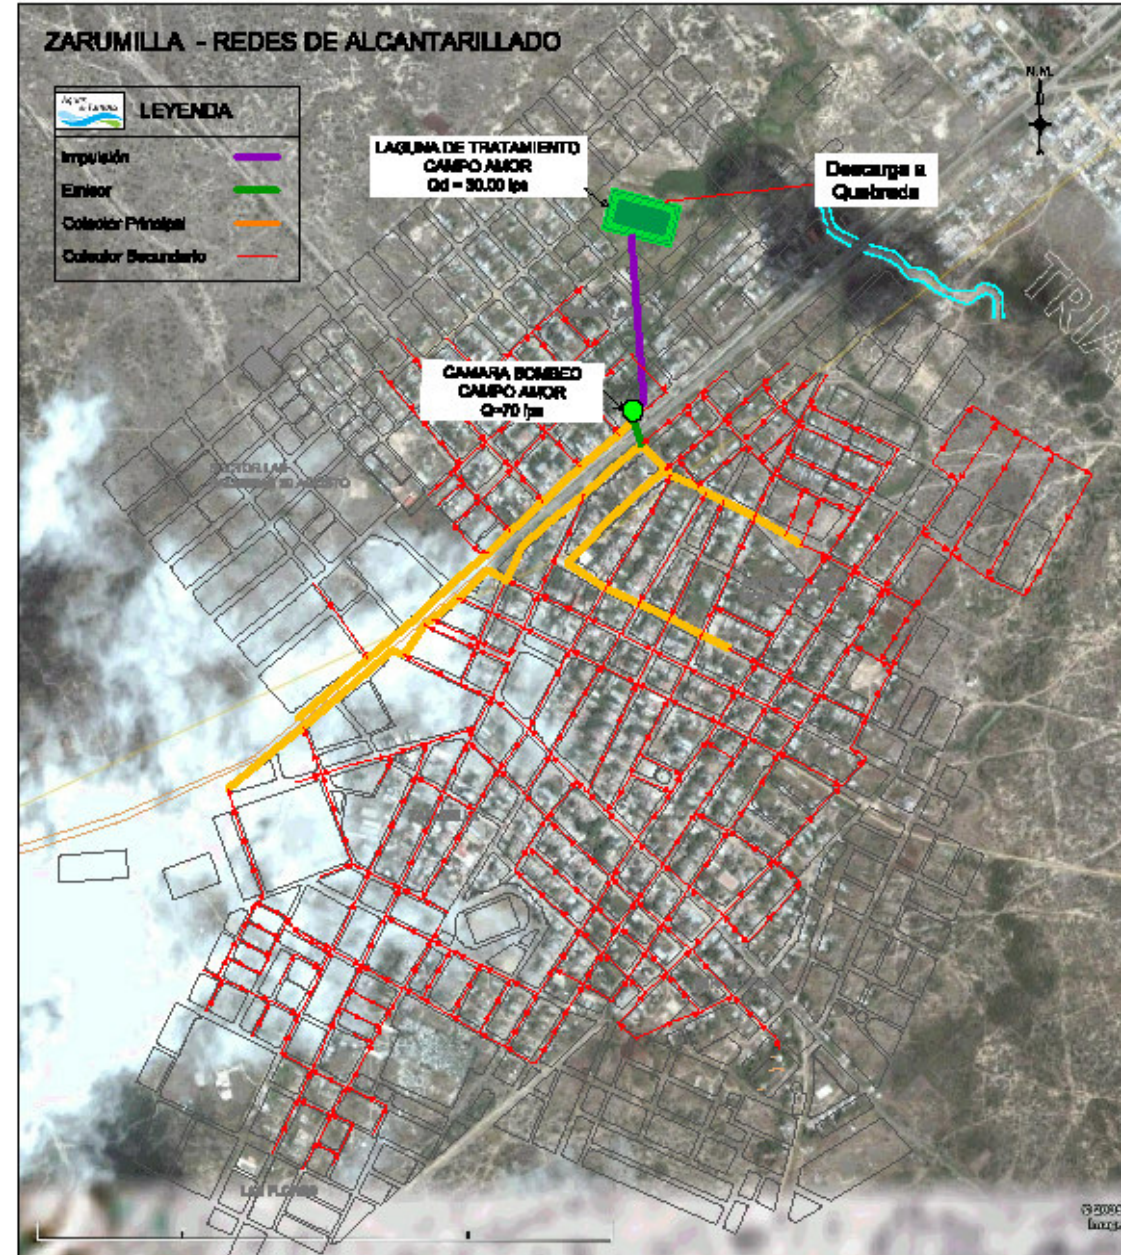 ZARUMILLA - REDES DE ALCANTARILLADO
LEYENDA
Impulsión
Emisor
Colector Principal
Colector Secundario
LAGUNA DE TRATAMIENTO
CAMPO AMOR
Qd = 30.00 lps
Descarga a
Quebrada
N.M.
TRIA
CAMARA BOMBEO
CAMPO AMOR
Q=70 lps
LAS FLORES